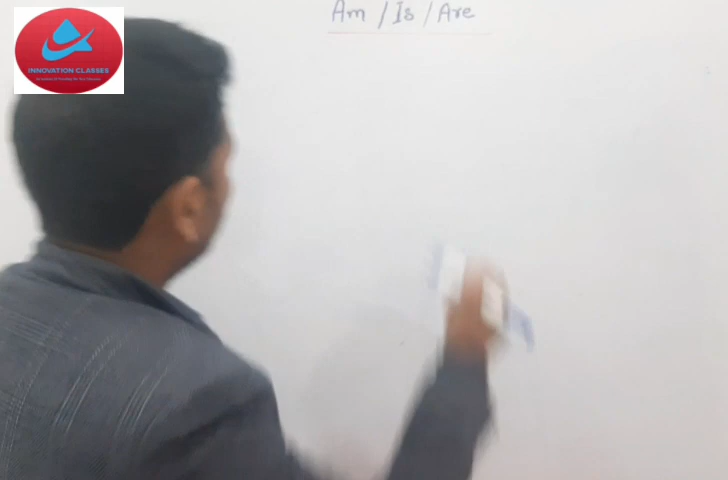 Am / Is / Are
INNOVATION CLASSES